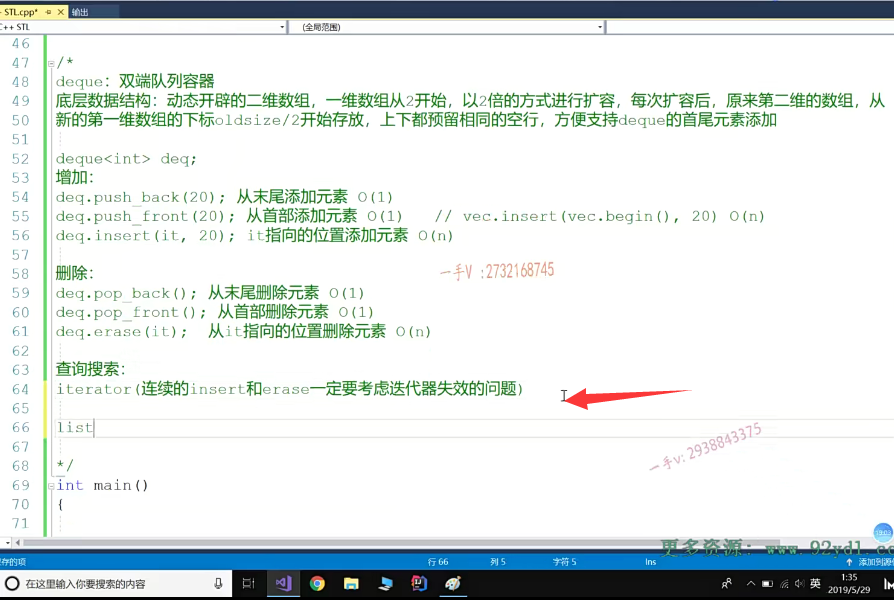 STL.cpp* 输出
C++ STL (全局范围)
46
47 /*
48 deque: 双端队列容器
49 底层数据结构: 动态开辟的二维数组, 一维数组从2开始, 以2倍的方式进行扩容, 每次扩容后, 原来第二维的数组, 从
50 新的第一维数组的下标oldsize/2开始存放, 上下都预留相同的空行, 方便支持deque的首尾元素添加
51
52 deque<int> deq;
53 增加:
54 deq.push_back(20); 从末尾添加元素 O(1)
55 deq.push_front(20); 从首部添加元素 O(1) // vec.insert(vec.begin(), 20) O(n)
56 deq.insert(it, 20); it指向的位置添加元素 O(n)
57
一手V :2732168745
58 删除:
59 deq.pop_back(); 从末尾删除元素 O(1)
60 deq.pop_front(); 从首部删除元素 O(1)
61 deq.erase(it); 从it指向的位置删除元素 O(n)
62
63 查询搜索:
64 iterator(连续的insert和erase一定要考虑迭代器失效的问题)
65
66 list
一手v: 2938843375
67
68 */
69 int main()
70 {
71
更多资源: www.92yd1.co
保存的项 行 66 列 5 字符 5 Ins 添加到源
在这里输入你要搜索的内容 英 1:35
2019/5/29